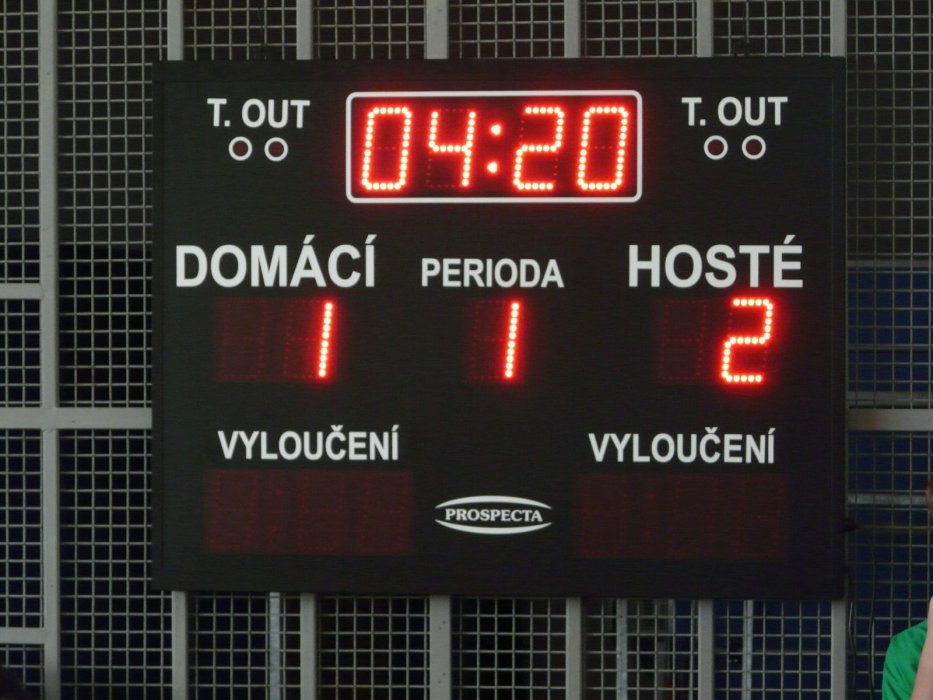 T. OUT 04:20 T. OUT
DOMÁCÍ PERIODA HOSTÉ
1 1 2
VYLOUČENÍ VYLOUČENÍ
PROSPECTA